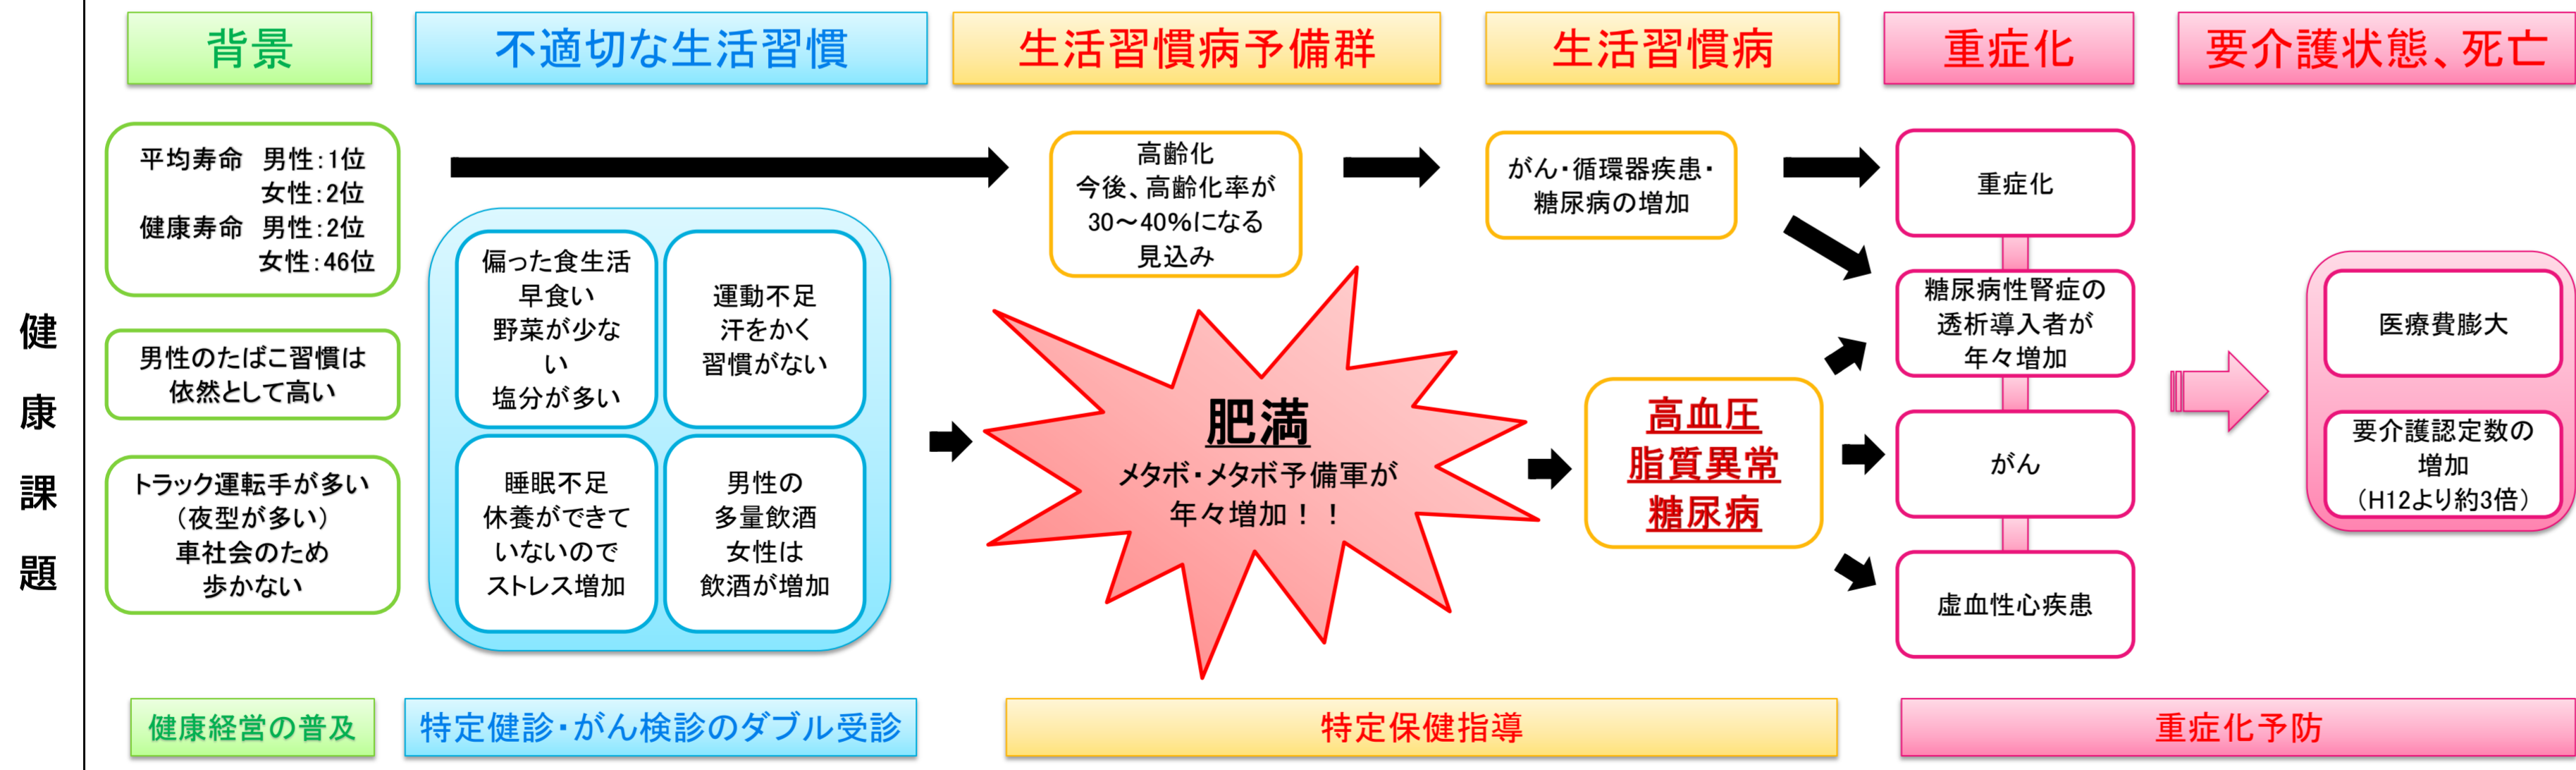 健康課題
背景
不適切な生活習慣
生活習慣病予備群
生活習慣病
重症化
要介護状態、死亡
平均寿命 男性:1位
女性:2位
健康寿命 男性:2位
女性:46位
男性のたばこ習慣は
依然として高い
トラック運転手が多い
(夜型が多い)
車社会のため
歩かない
偏った食生活
早食い
野菜が少な
い
塩分が多い
運動不足
汗をかく
習慣がない
睡眠不足
休養ができて
いないので
ストレス増加
男性の
多量飲酒
女性は
飲酒が増加
高齢化
今後、高齢化率が
30~40%になる
見込み
肥満
メタボ・メタボ予備軍が
年々増加!!
がん・循環器疾患・
糖尿病の増加
高血圧
脂質異常
糖尿病
重症化
糖尿病性腎症の
透析導入者が
年々増加
がん
虚血性心疾患
医療費膨大
要介護認定数の
増加
(H12より約3倍)
健康経営の普及
特定健診・がん検診のダブル受診
特定保健指導
重症化予防